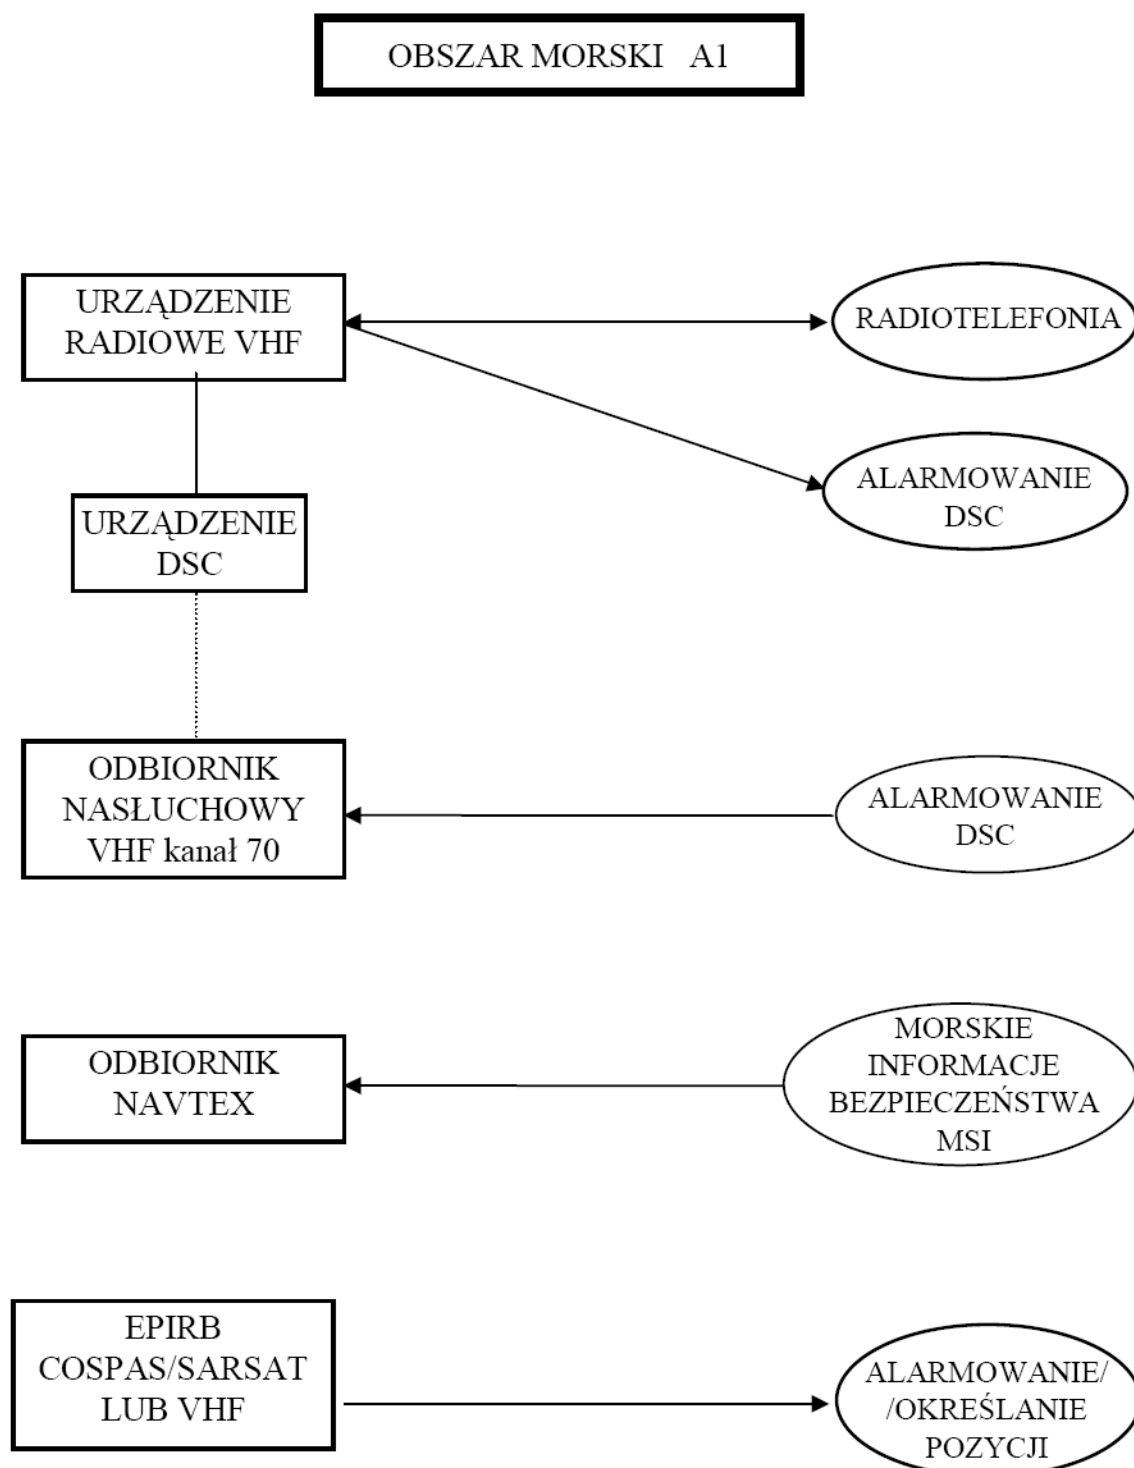 OBSZAR MORSKI A1
URZĄDZENIE
RADIOWE VHF
RADIOTELEFONIA
ALARMOWANIE
DSC
URZĄDZENIE
DSC
ODBIORNIK
NASŁUCHOWY
VHF kanał 70
ALARMOWANIE
DSC
ODBIORNIK
NAVTEX
MORSKIE
INFORMACJE
BEZPIECZEŃSTWA
MSI
EPIRB
COSPAS/SARSAT
LUB VHF
ALARMOWANIE/
/OKREŚLANIE
POZYCJI